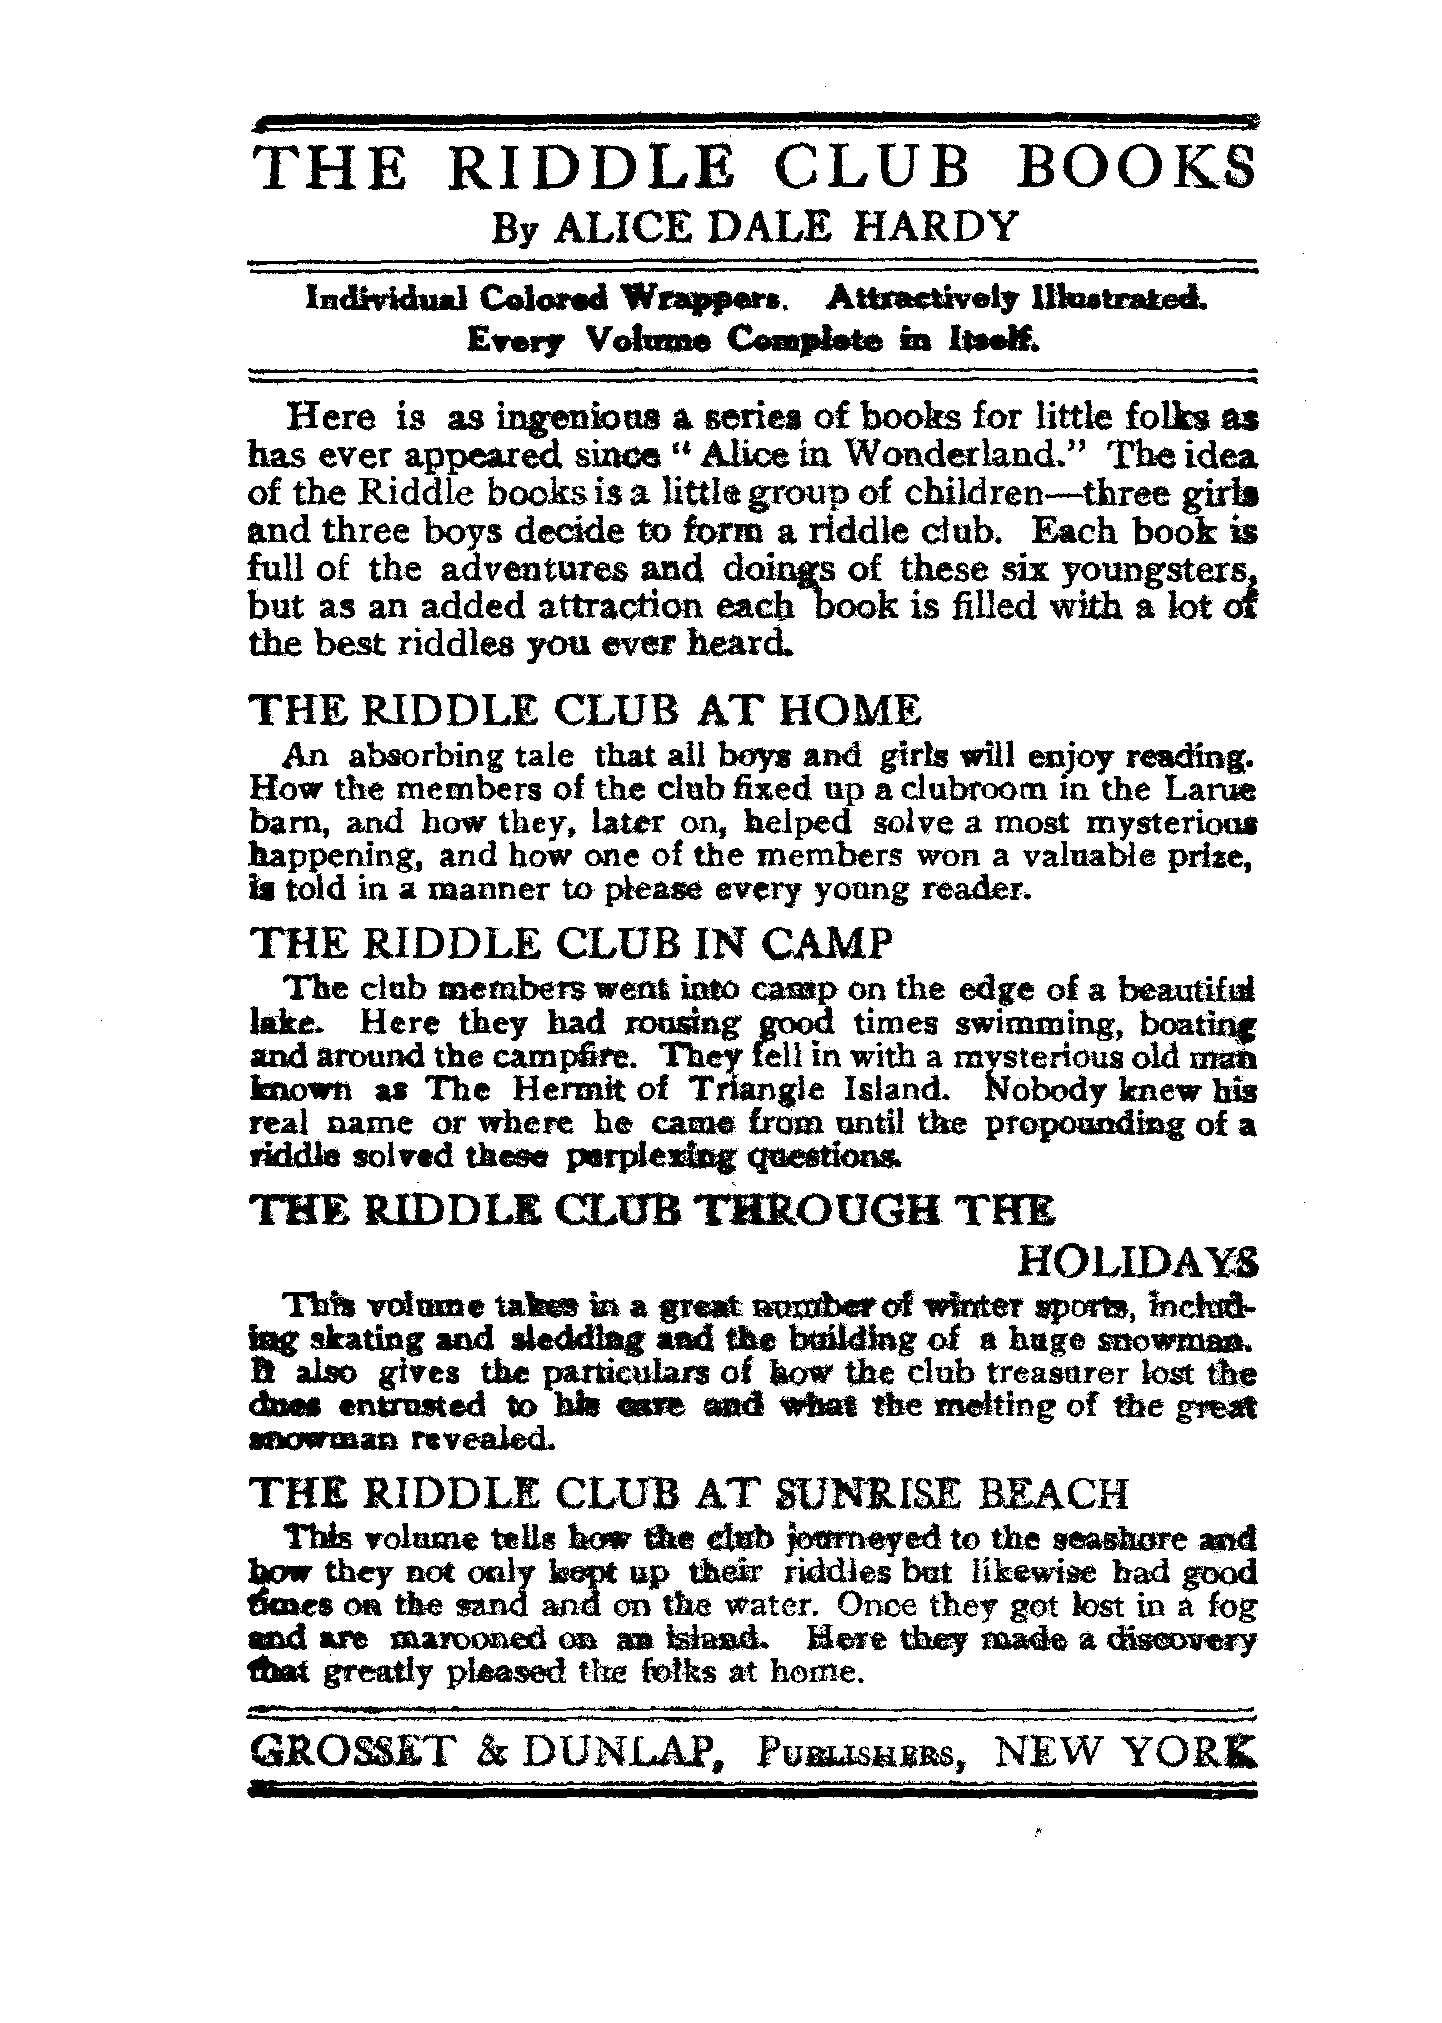 THE RIDDLE CLUB BOOKS
By ALICE DALE HARDY
Individual Colored Wrappers. Attractively Illustrated.
Every Volume Complete in Itself.
Here is as ingenious a series of books for little folks as
has ever appeared since "Alice in Wonderland." The idea
of the Riddle books is a little group of children—three girls
and three boys decide to form a riddle club. Each book is
full of the adventures and doings of these six youngsters,
but as an added attraction each book is filled with a lot of
the best riddles you ever heard.
THE RIDDLE CLUB AT HOME
An absorbing tale that all boys and girls will enjoy reading.
How the members of the club fixed up a clubroom in the Larue
barn, and how they, later on, helped solve a most mysterious
happening, and how one of the members won a valuable prize,
is told in a manner to please every young reader.
THE RIDDLE CLUB IN CAMP
The club members went into camp on the edge of a beautiful
lake. Here they had rousing good times swimming, boating
and around the campfire. They fell in with a mysterious old man
known as The Hermit of Triangle Island. Nobody knew his
real name or where he came from until the propounding of a
riddle solved these perplexing questions.
THE RIDDLE CLUB THROUGH THE
HOLIDAYS
This volume takes in a great number of winter sports, includ-
ing skating and sledding and the building of a huge snowman.
It also gives the particulars of how the club treasurer lost the
dues entrusted to his care and what the melting of the great
snowman revealed.
THE RIDDLE CLUB AT SUNRISE BEACH
This volume tells how the club journeyed to the seashore and
how they not only kept up their riddles but likewise had good
times on the sand and on the water. Once they got lost in a fog
and are marooned on an island. Here they made a discovery
that greatly pleased the folks at home.
GROSSET & DUNLAP, PUBLISHERS, NEW YORK